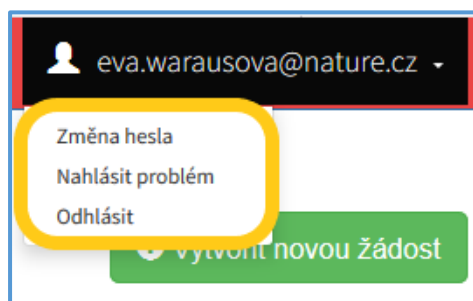 eva.warausova@nature.cz
Změna hesla
Nahlásit problém
Odhlásit
Vytvořit novou žádost